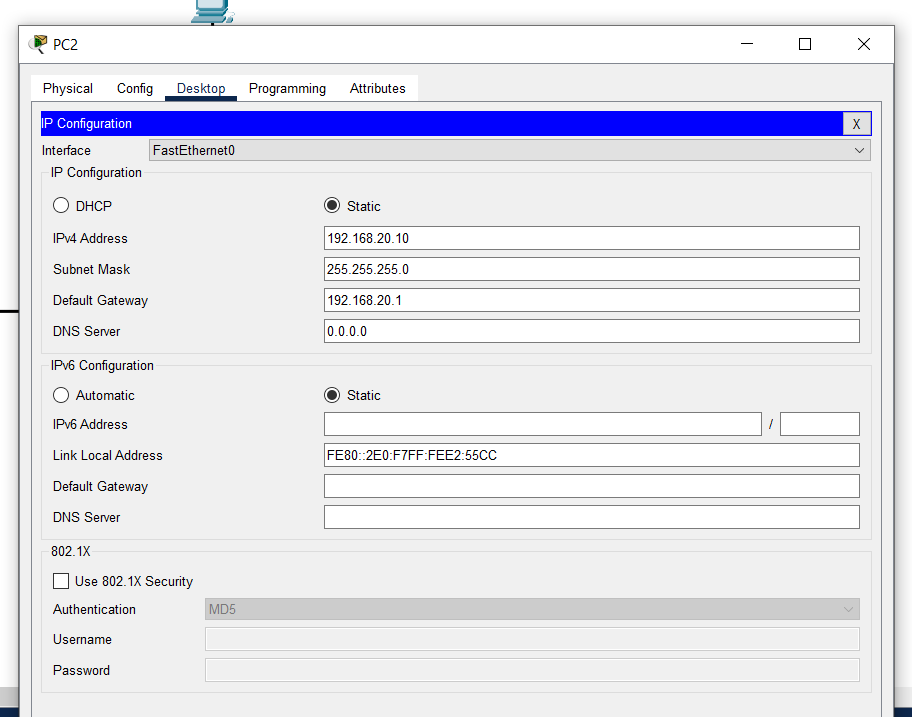 PC2
Physical Config Desktop Programming Attributes
IP Configuration X
Interface FastEthernet0
IP Configuration
DHCP Static
IPv4 Address 192.168.20.10
Subnet Mask 255.255.255.0
Default Gateway 192.168.20.1
DNS Server 0.0.0.0
IPv6 Configuration
Automatic Static
IPv6 Address /
Link Local Address FE80::2E0:F7FF:FEE2:55CC
Default Gateway
DNS Server
802.1X
Use 802.1X Security
Authentication MD5
Username
Password